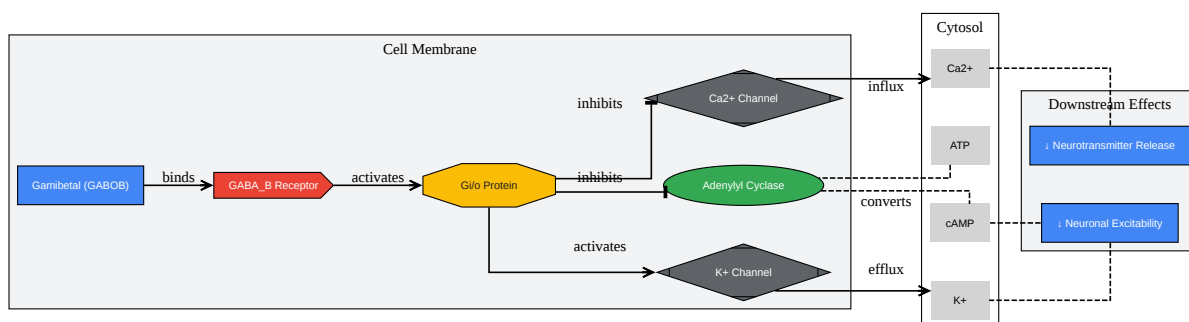 Cell Membrane
Cytosol
Downstream Effects
Gamibetal (GABOB)
binds
GABA_B Receptor
activates
Gi/o Protein
inhibits
Ca2+ Channel
influx
Ca2+
inhibits
Adenylyl Cyclase
converts
ATP
cAMP
activates
K+ Channel
efflux
K+
↓ Neurotransmitter Release
↓ Neuronal Excitability